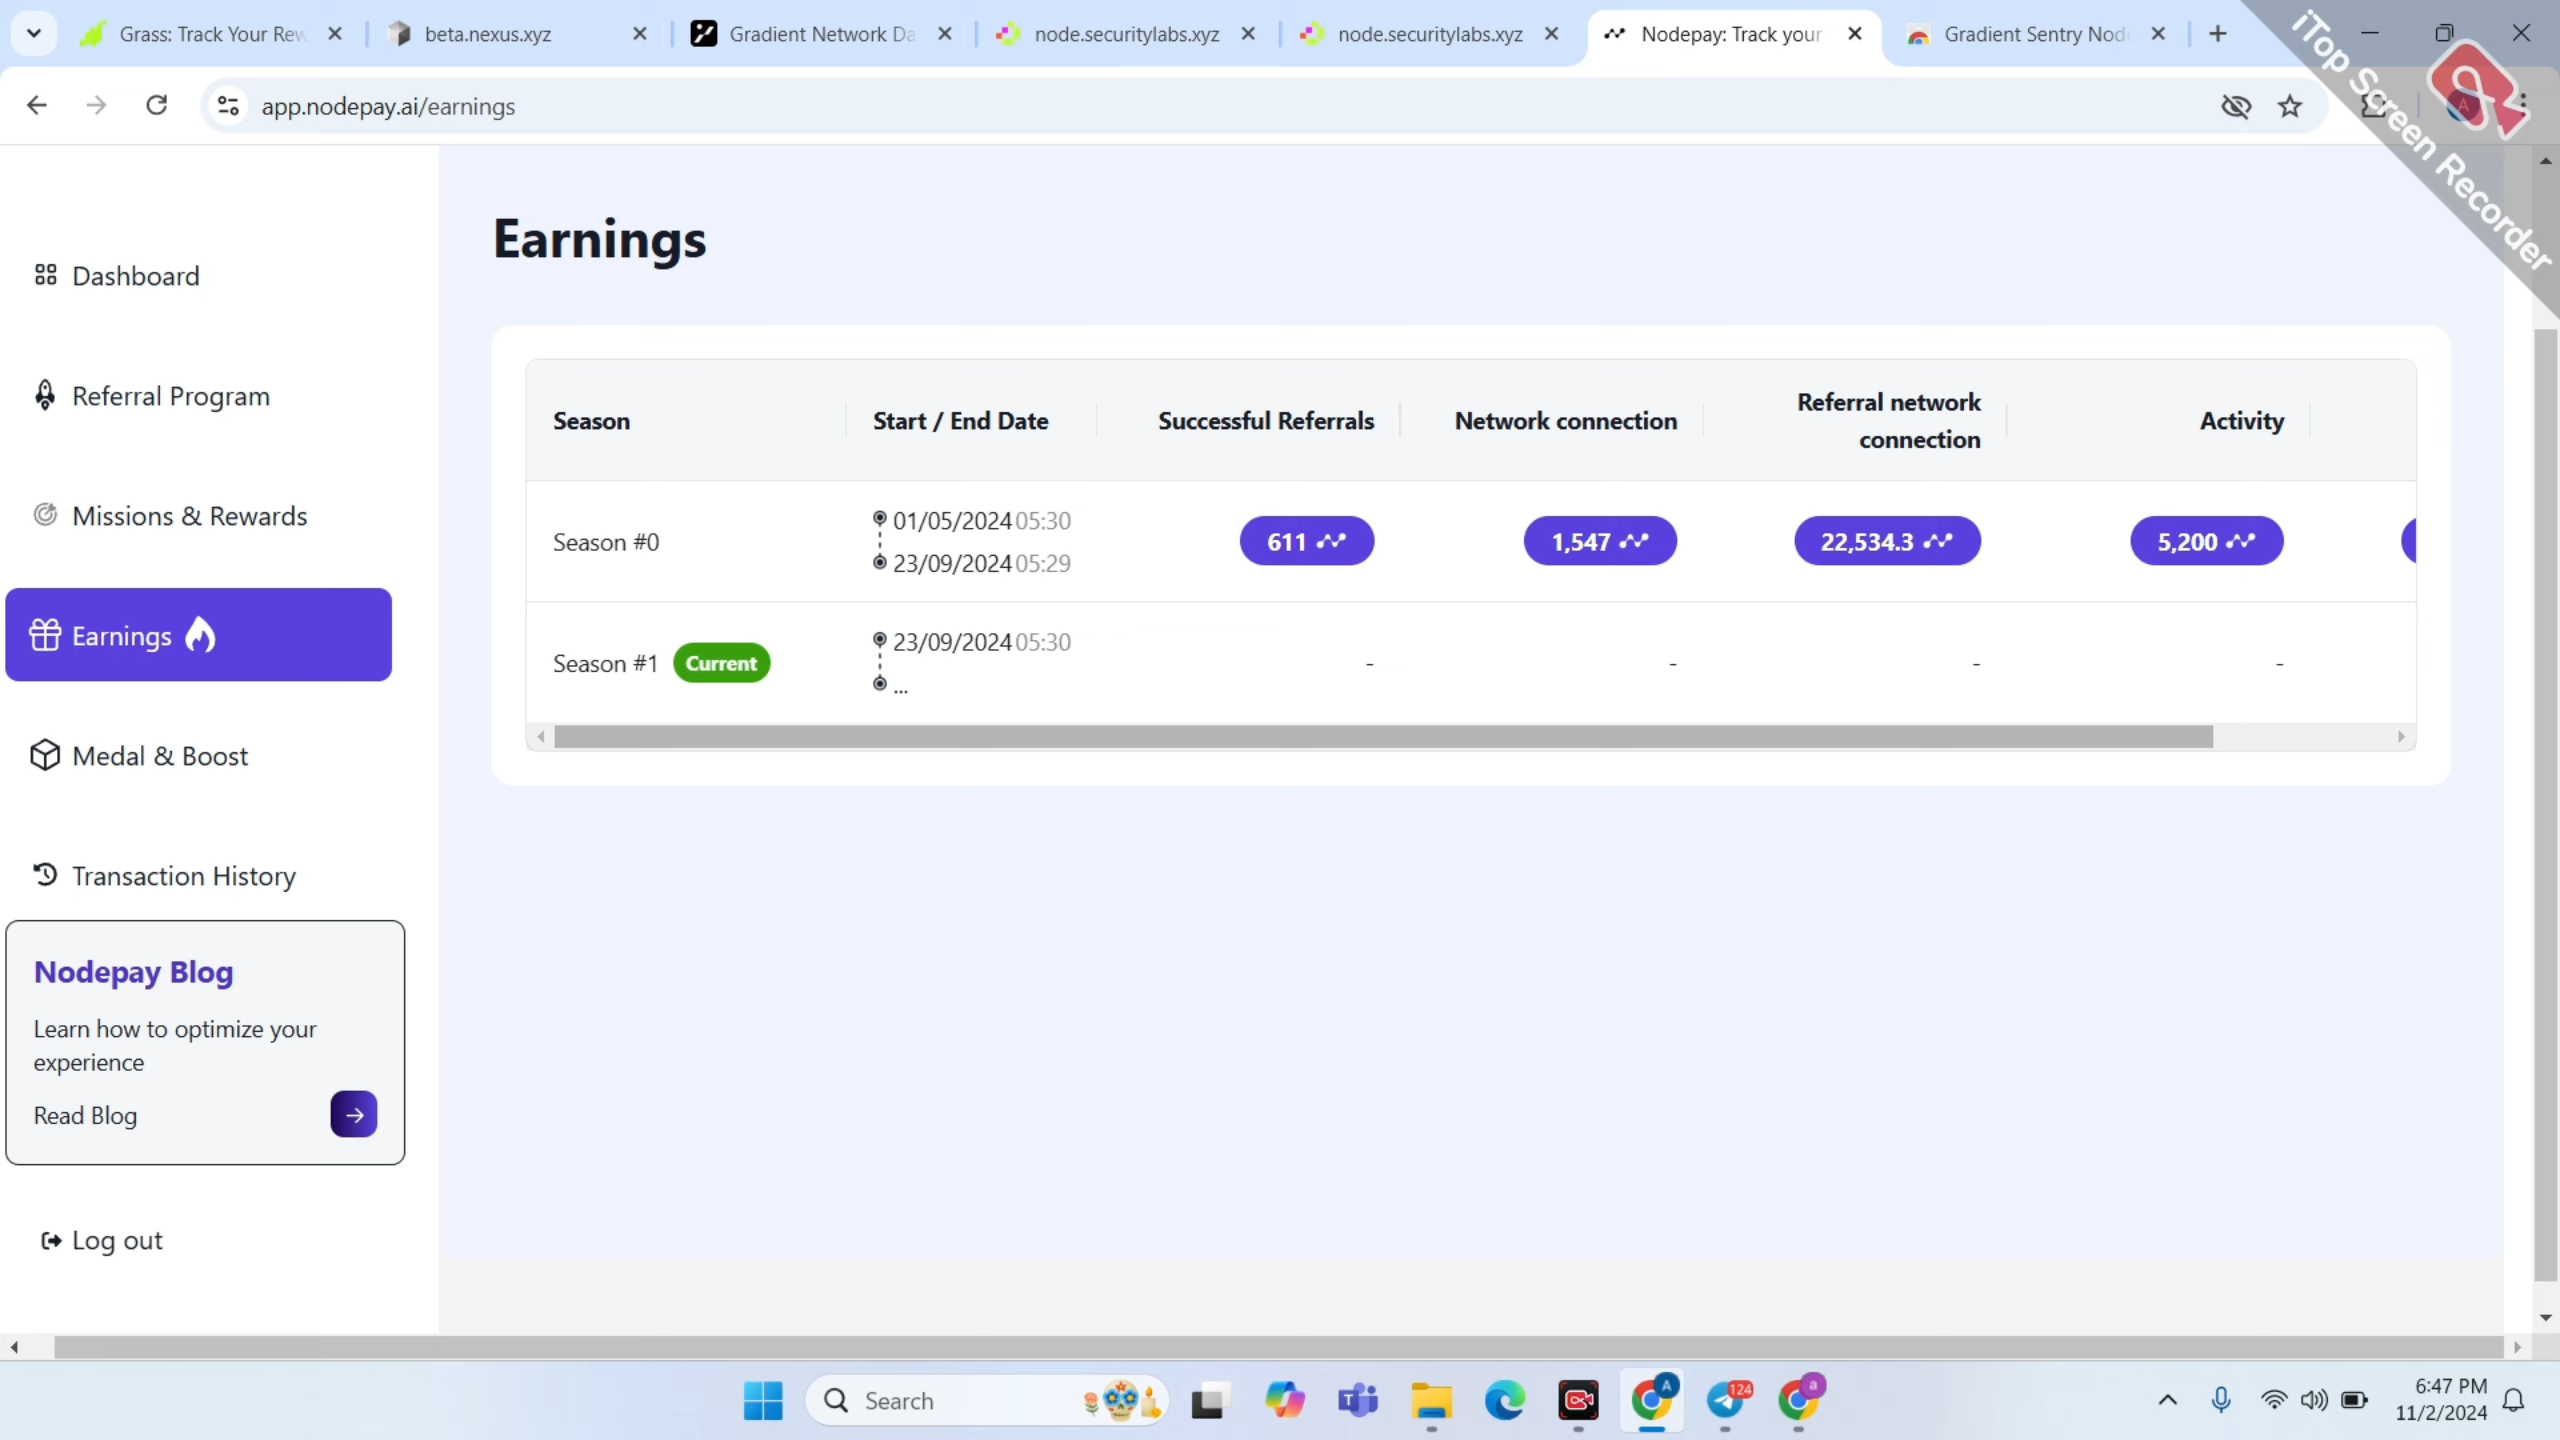 Grass: Track Your Rew
beta.nexus.xyz
Gradient Network Da
node.securitylabs.xyz
node.securitylabs.xyz
Nodepay: Track your
Gradient Sentry Nod
app.nodepay.ai/earnings
A
iTop Screen Recorder
Dashboard
Referral Program
Missions & Rewards
Earnings
Medal & Boost
Transaction History
Nodepay Blog
Learn how to optimize your
experience
Read Blog
Log out
Earnings
Season Start / End Date Successful Referrals Network connection Referral network connection Activity
Season #0 01/05/2024 05:30 611 1,547 22,534.3 5,200
23/09/2024 05:29
Season #1 Current 23/09/2024 05:30 - - - -
...
Search
T
A
124
a
6:47 PM
11/2/2024